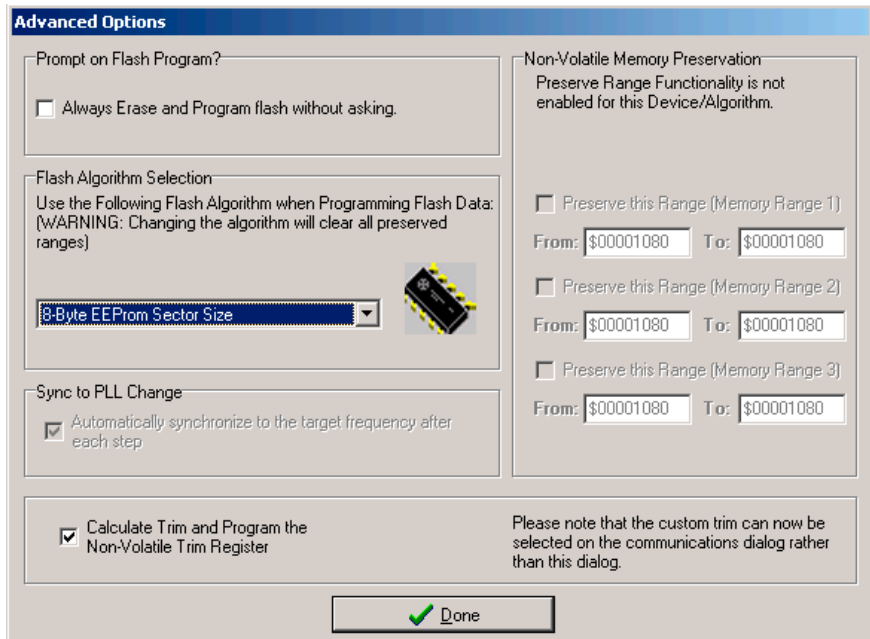 Advanced Options
Prompt on Flash Program?
Always Erase and Program flash without asking.
Flash Algorithm Selection
Use the Following Flash Algorithm when Programming Flash Data:
(WARNING: Changing the algorithm will clear all preserved
ranges)
8-Byte EEProm Sector Size
Sync to PLL Change
Automatically synchronize to the target frequency after
each step
Non-Volatile Memory Preservation
Preserve Range Functionality is not
enabled for this Device/Algorithm.
Preserve this Range (Memory Range 1)
From: $00001080 To: $00001080
Preserve this Range (Memory Range 2)
From: $00001080 To: $00001080
Preserve this Range (Memory Range 3)
From: $00001080 To: $00001080
Calculate Trim and Program the
Non-Volatile Trim Register
Please note that the custom trim can now be
selected on the communications dialog rather
than this dialog.
Done